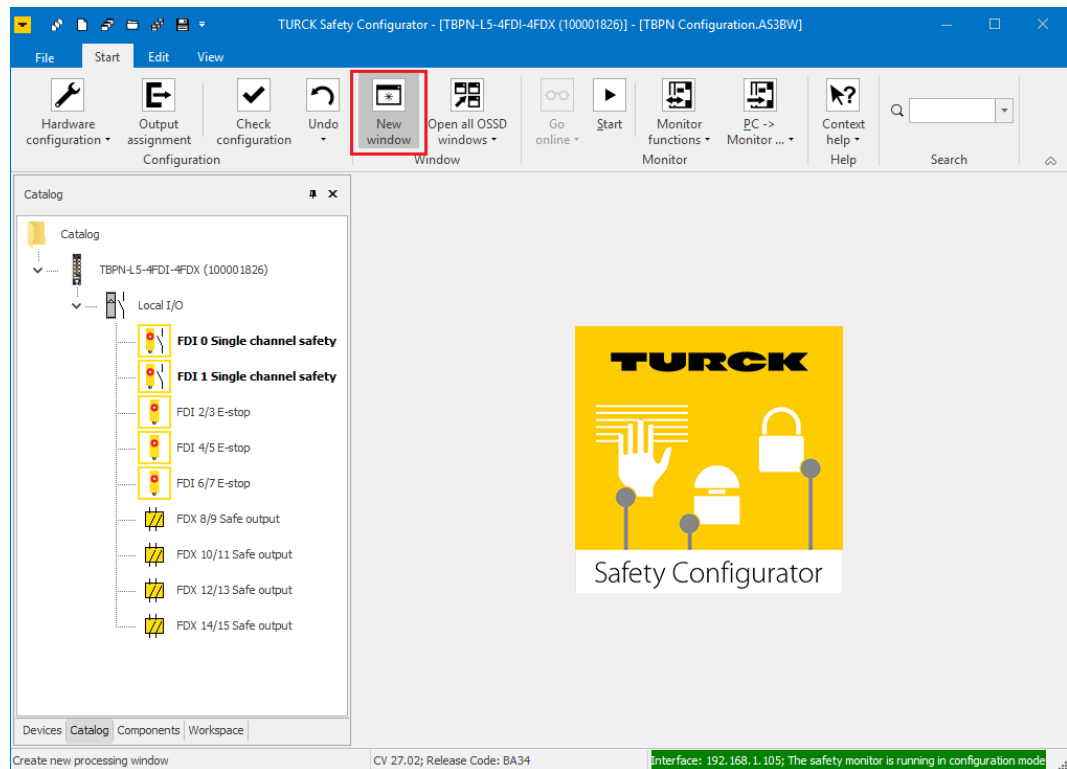 TURCK Safety Configurator - [TBPN-L5-4FDI-4FDX (100001826)] - [TBPN Configuration.AS3BW]
File Start Edit View
Hardware configuration
Output assignment
Check configuration
Undo
New window
Open all OSSD windows
Go online
Start
Monitor functions
PC -> Monitor ...
Context help
Configuration
Window
Monitor
Help
Search
Catalog
Catalog
TBPN-L5-4FDI-4FDX (100001826)
Local I/O
FDI 0 Single channel safety
FDI 1 Single channel safety
FDI 2/3 E-stop
FDI 4/5 E-stop
FDI 6/7 E-stop
FDX 8/9 Safe output
FDX 10/11 Safe output
FDX 12/13 Safe output
FDX 14/15 Safe output
TURCK
Safety Configurator
Devices Catalog Components Workspace
Create new processing window
CV 27.02; Release Code: BA34
Interface: 192.168.1.105; The safety monitor is running in configuration mode